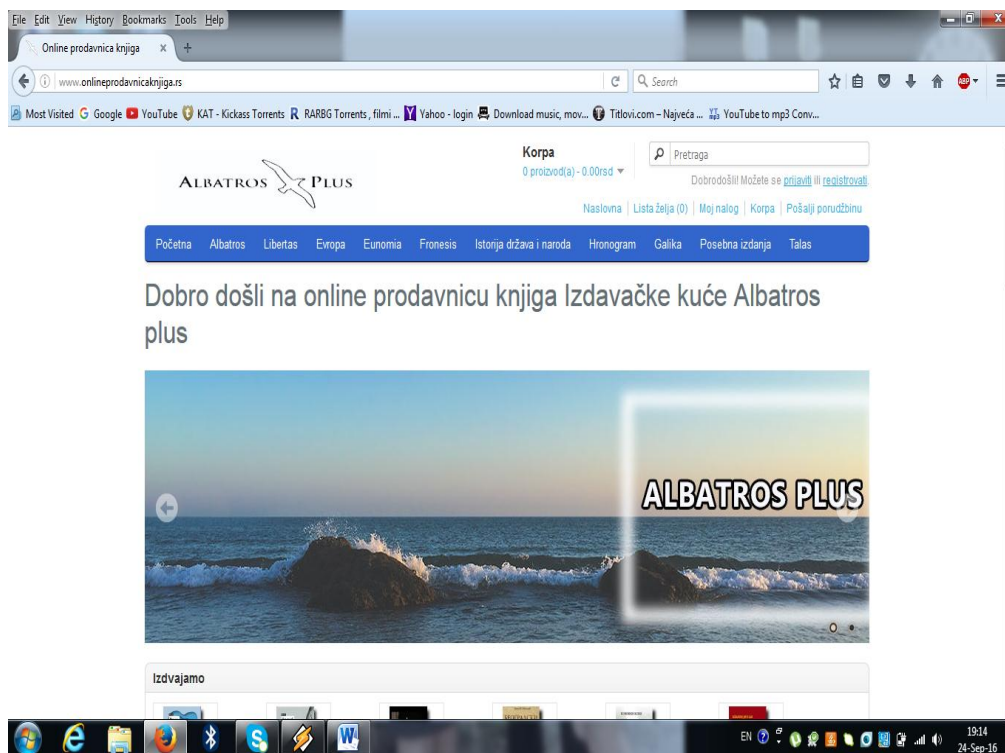 File Edit View History Bookmarks Tools Help
Online prodavnica knjiga x +
www.onlineprodavnicaknjiga.rs
Search
ABP
Most Visited Google YouTube KAT - Kickass Torrents RARBG Torrents , filmi ... Yahoo - login Download music, mov... Titlovi.com – Najveća ... YouTube to mp3 Conv...
ALBATROS PLUS
Korpa
0 proizvod(a) - 0.00rsd
Pretraga
Dobrodošli! Možete se prijaviti ili registrovati.
Naslovna Lista želja (0) Moj nalog Korpa Pošalji porudžbinu
Početna Albatros Libertas Evropa Eunomia Fronesis Istorija država i naroda Hronogram Galika Posebna izdanja Talas
Dobro došli na online prodavnicu knjiga Izdavačke kuće Albatros
plus
ALBATROS PLUS
Izdvajamo
EN
19:14
24-Sep-16